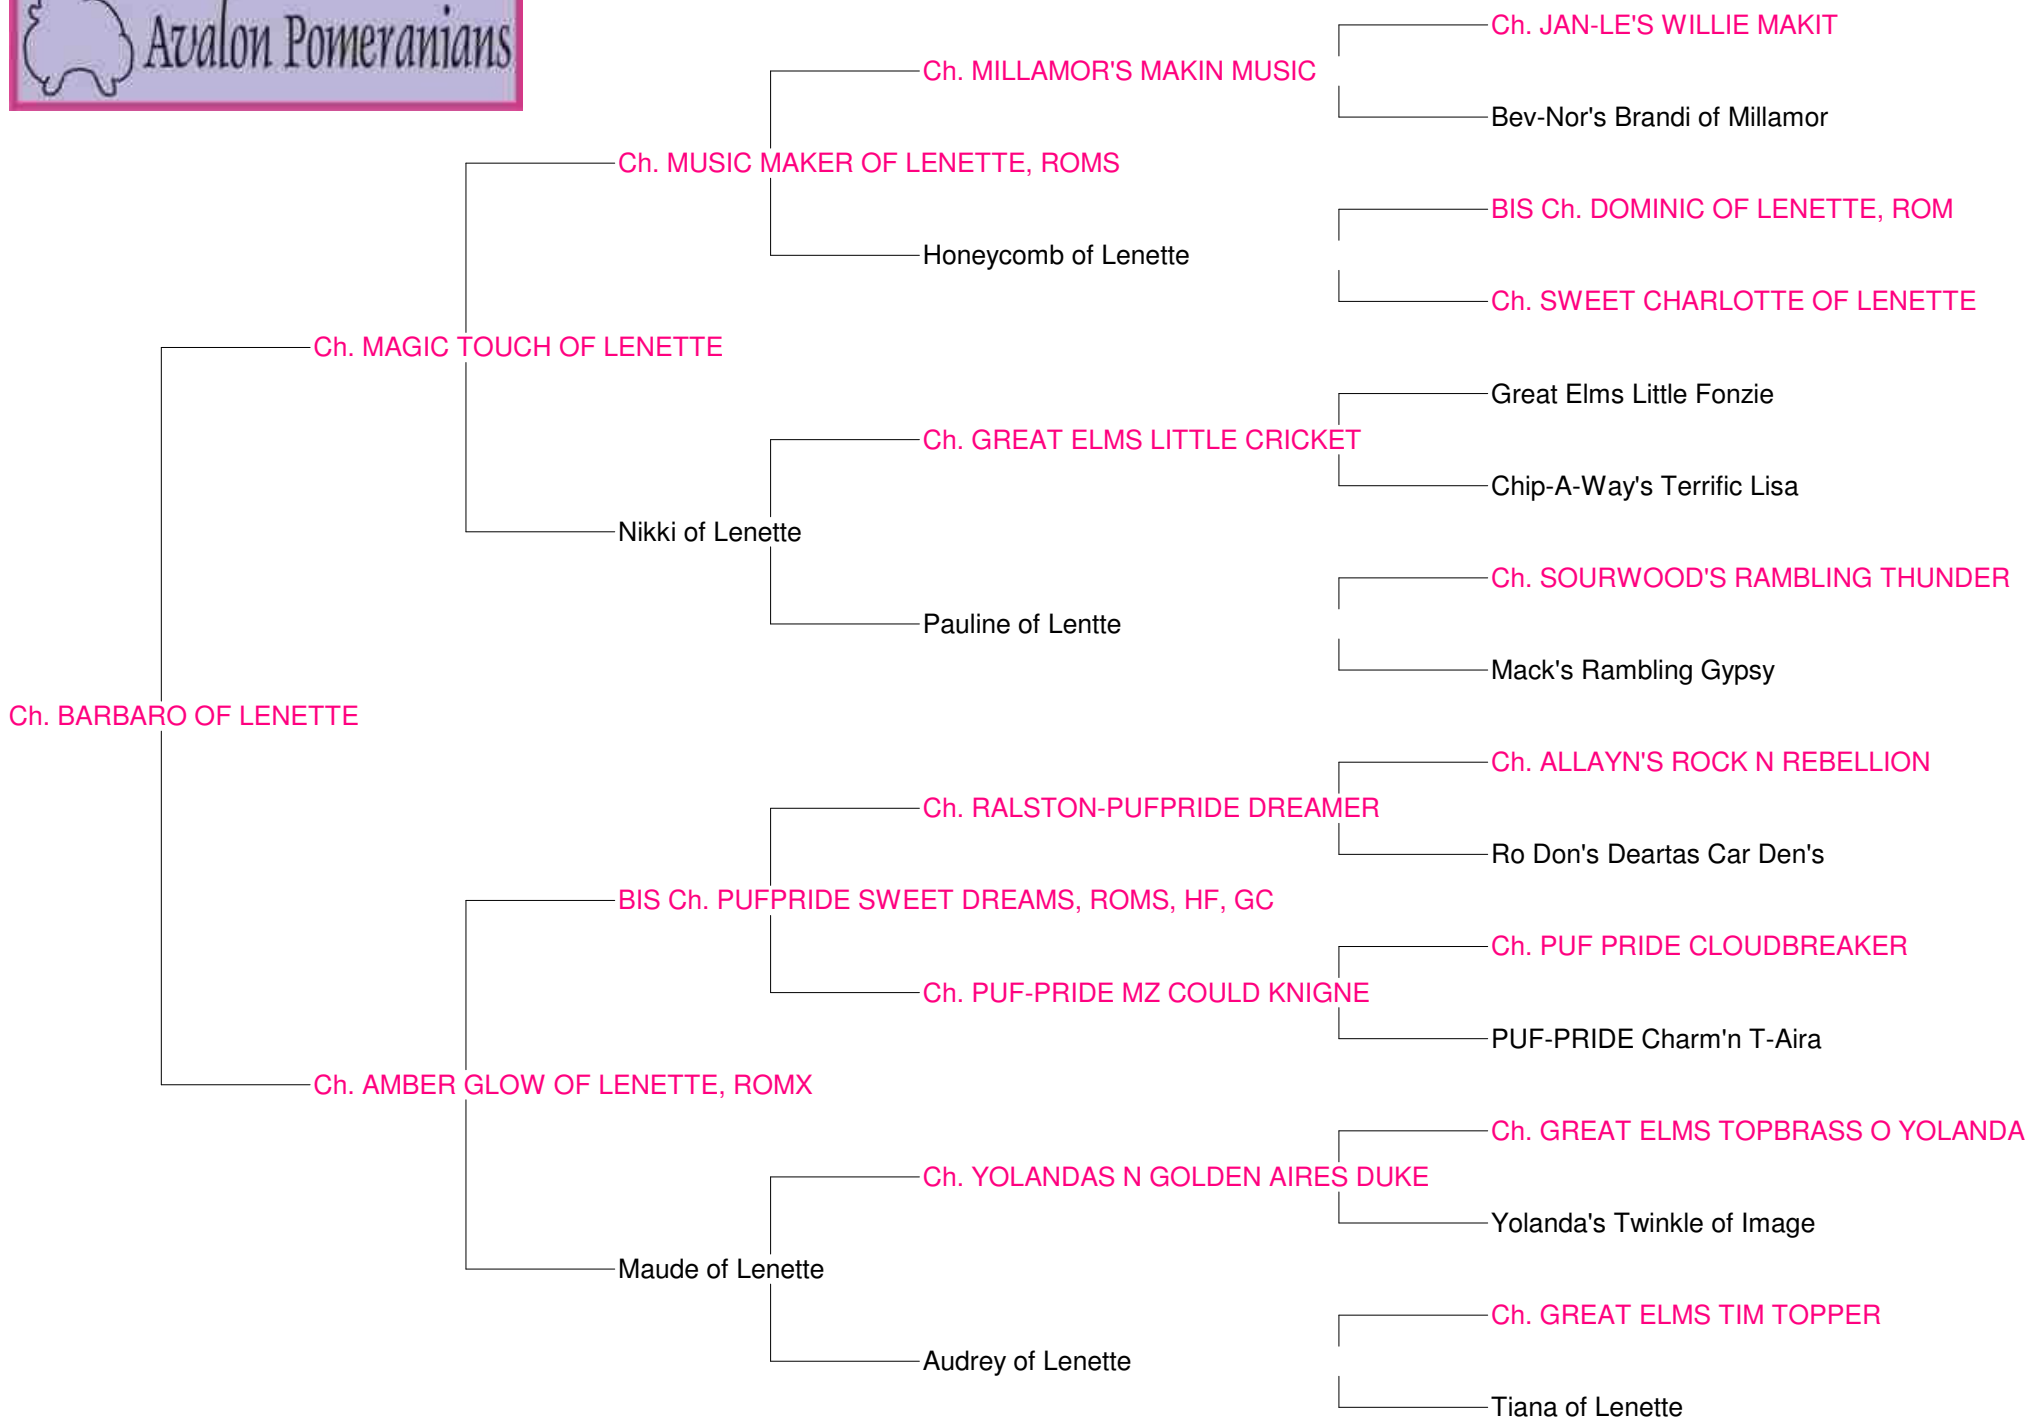 Avalon Pomeranians
Ch. JAN-LE'S WILLIE MAKIT
Ch. MILLAMOR'S MAKIN MUSIC
Bev-Nor's Brandi of Millamor
Ch. MUSIC MAKER OF LENETTE, ROMS
BIS Ch. DOMINIC OF LENETTE, ROM
Honeycomb of Lenette
Ch. SWEET CHARLOTTE OF LENETTE
Ch. MAGIC TOUCH OF LENETTE
Great Elms Little Fonzie
Ch. GREAT ELMS LITTLE CRICKET
Chip-A-Way's Terrific Lisa
Nikki of Lenette
Ch. SOURWOOD'S RAMBLING THUNDER
Pauline of Lentte
Mack's Rambling Gypsy
Ch. BARBARO OF LENETTE
Ch. ALLAYN'S ROCK N REBELLION
Ch. RALSTON-PUFPRIDE DREAMER
Ro Don's Deartas Car Den's
BIS Ch. PUFPRIDE SWEET DREAMS, ROMS, HF, GC
Ch. PUF PRIDE CLOUDBREAKER
Ch. PUF-PRIDE MZ COULD KNIGNE
PUF-PRIDE Charm'n T-Aira
Ch. AMBER GLOW OF LENETTE, ROMX
Ch. GREAT ELMS TOPBRASS O YOLANDA
Ch. YOLANDAS N GOLDEN AIRES DUKE
Yolanda's Twinkle of Image
Maude of Lenette
Ch. GREAT ELMS TIM TOPPER
Audrey of Lenette
Tiana of Lenette